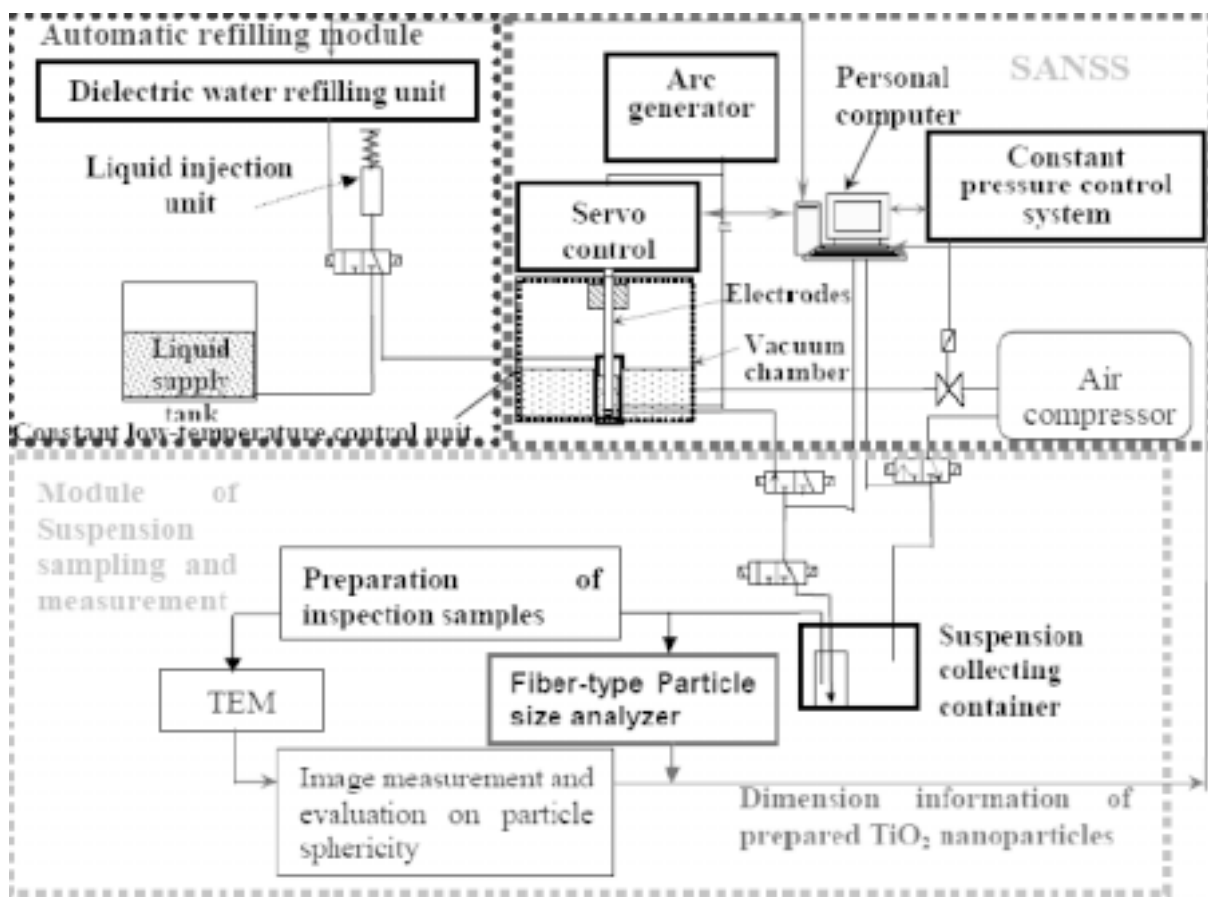 Automatic refilling module
Dielectric water refilling unit
Liquid injection
unit
Liquid
supply
tank
Constant low-temperature control unit
SANSS
Arc
generator
Personal
computer
Constant
pressure control
system
Servo
control
Electrodes
Vacuum
chamber
Air
compressor
Module of
Suspension
sampling and
measurement
Preparation of
inspection samples
TEM
Fiber-type Particle
size analyzer
Suspension
collecting
container
Image measurement and
evaluation on particle
sphericity
Dimension information of
prepared TiO₂ nanoparticles